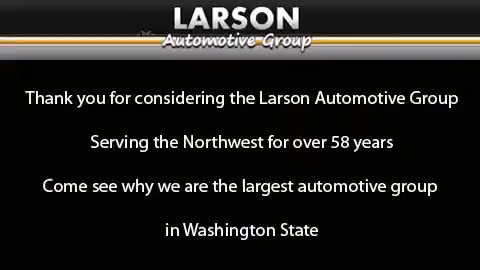 LARSON
Automotive Group
Thank you for considering the Larson Automotive Group
Serving the Northwest for over 58 years
Come see why we are the largest automotive group
in Washington State